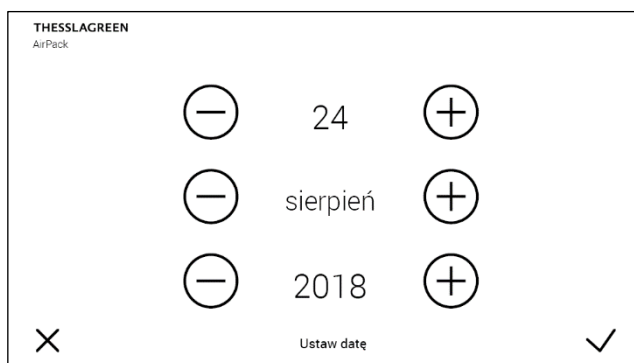 THESSLAGREEN
AirPack
24
sierpień
2018
Ustaw datę